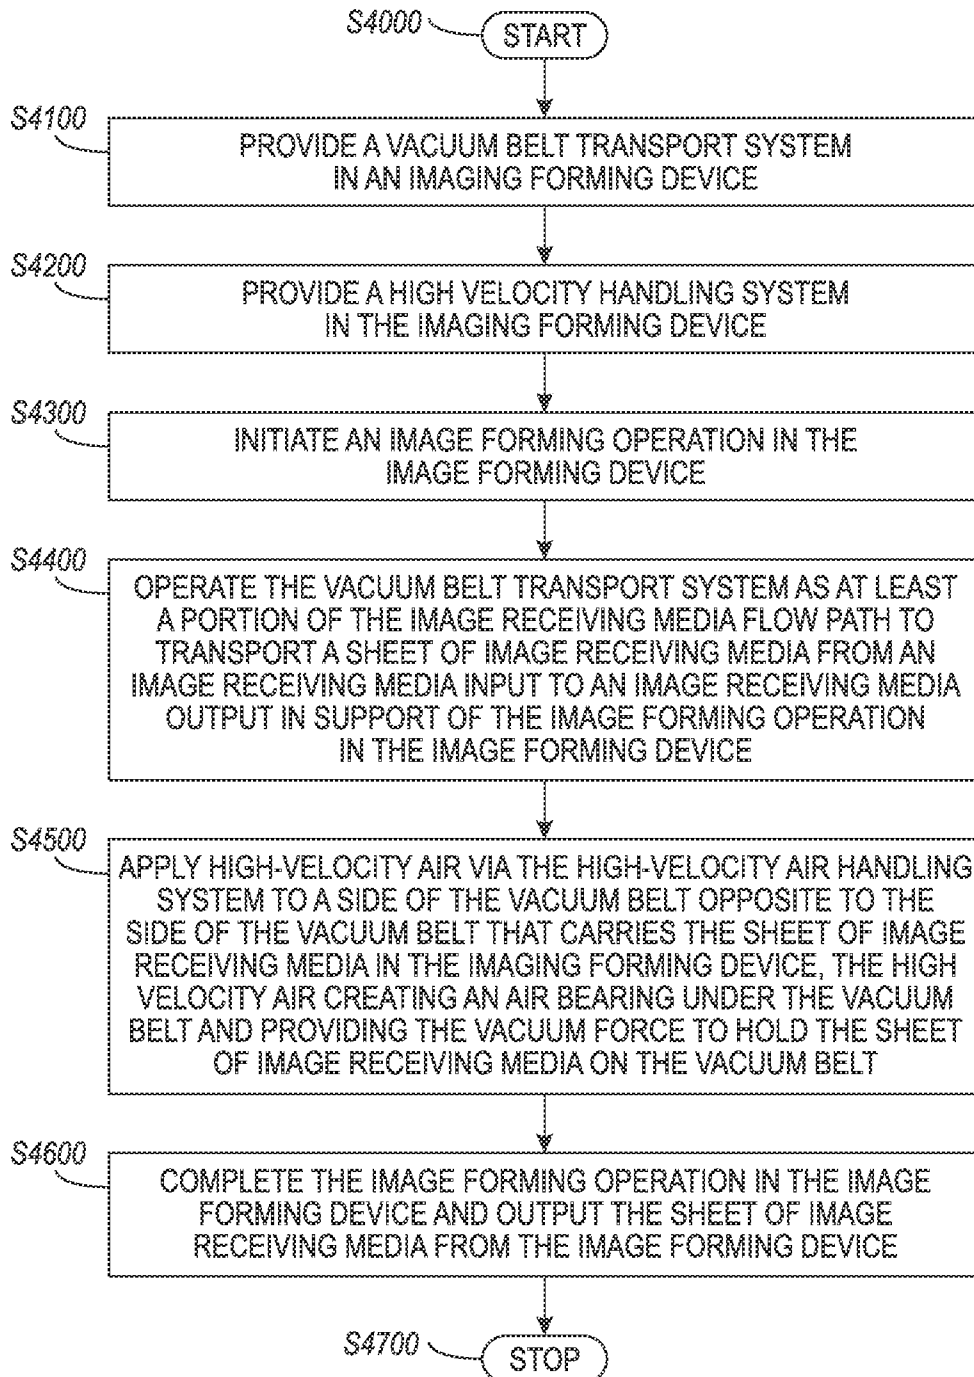 S4000
START
S4100
PROVIDE A VACUUM BELT TRANSPORT SYSTEM
IN AN IMAGING FORMING DEVICE
S4200
PROVIDE A HIGH VELOCITY HANDLING SYSTEM
IN THE IMAGING FORMING DEVICE
S4300
INITIATE AN IMAGE FORMING OPERATION IN THE
IMAGE FORMING DEVICE
S4400
OPERATE THE VACUUM BELT TRANSPORT SYSTEM AS AT LEAST
A PORTION OF THE IMAGE RECEIVING MEDIA FLOW PATH TO
TRANSPORT A SHEET OF IMAGE RECEIVING MEDIA FROM AN
IMAGE RECEIVING MEDIA INPUT TO AN IMAGE RECEIVING MEDIA
OUTPUT IN SUPPORT OF THE IMAGE FORMING OPERATION
IN THE IMAGE FORMING DEVICE
S4500
APPLY HIGH-VELOCITY AIR VIA THE HIGH-VELOCITY AIR HANDLING
SYSTEM TO A SIDE OF THE VACUUM BELT OPPOSITE TO THE
SIDE OF THE VACUUM BELT THAT CARRIES THE SHEET OF IMAGE
RECEIVING MEDIA IN THE IMAGING FORMING DEVICE, THE HIGH
VELOCITY AIR CREATING AN AIR BEARING UNDER THE VACUUM
BELT AND PROVIDING THE VACUUM FORCE TO HOLD THE SHEET
OF IMAGE RECEIVING MEDIA ON THE VACUUM BELT
S4600
COMPLETE THE IMAGE FORMING OPERATION IN THE IMAGE
FORMING DEVICE AND OUTPUT THE SHEET OF IMAGE
RECEIVING MEDIA FROM THE IMAGE FORMING DEVICE
S4700
STOP